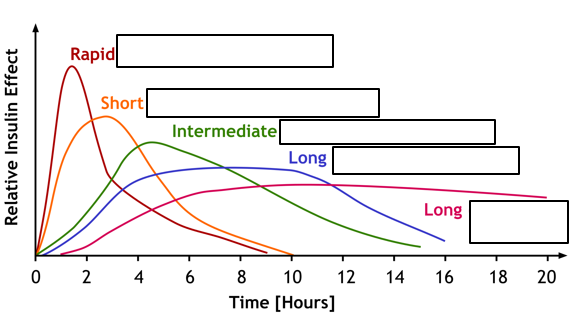 Relative Insulin Effect
Rapid
Short
Intermediate
Long
Long
0 2 4 6 8 10 12 14 16 18 20
Time [Hours]